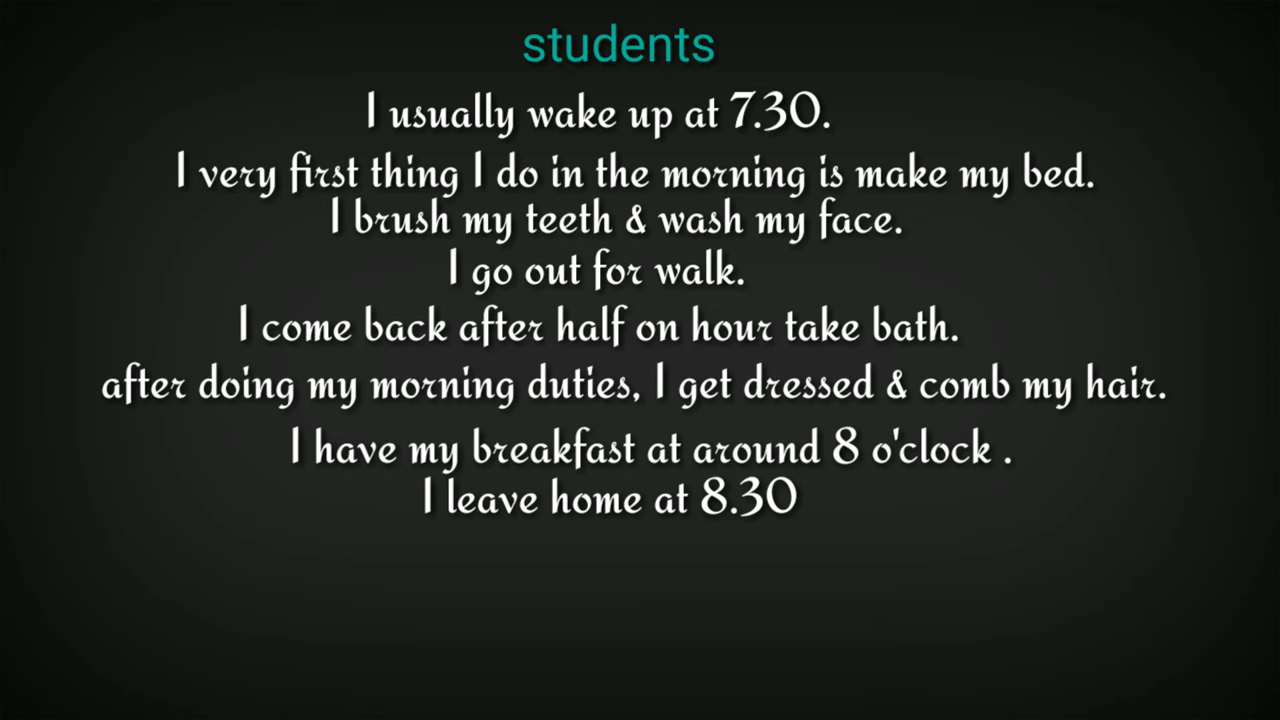 students
I usually wake up at 7.30.
I very first thing I do in the morning is make my bed.
I brush my teeth & wash my face.
I go out for walk.
I come back after half on hour take bath.
after doing my morning duties, I get dressed & comb my hair.
I have my breakfast at around 8 o'clock .
I leave home at 8.30